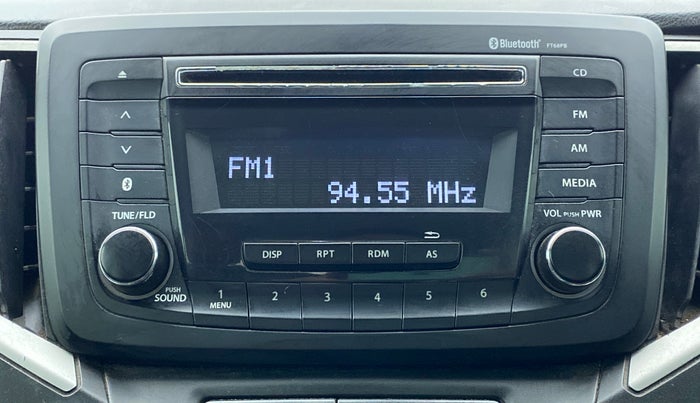 Bluetooth® FT68PB
CD
FM
AM
MEDIA
FM1
94.55 MHz
TUNE/FLD
VOL PUSH PWR
DISP RPT RDM AS
PUSH
SOUND
1 2 3 4 5 6
MENU